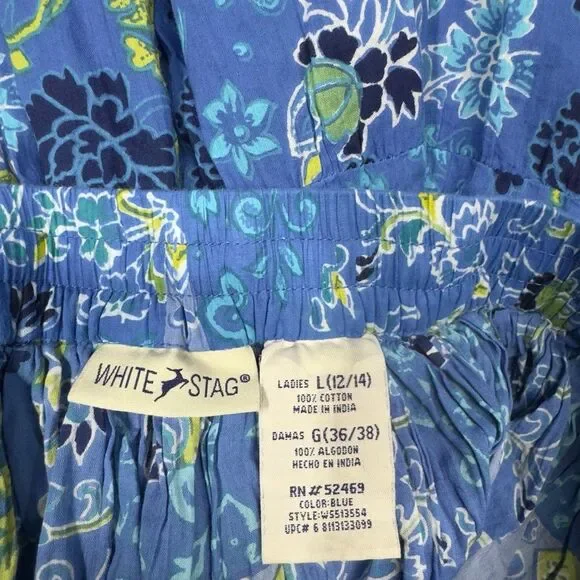 WHITE STAG®
LADIES L(12/14)
100% COTTON
MADE IN INDIA
DAMAS G(36/38)
100% ALGODON
HECHO EN INDIA
RN# 52469
COLOR:BLUE
STYLE:WS513554
UPC# 6 8113133099